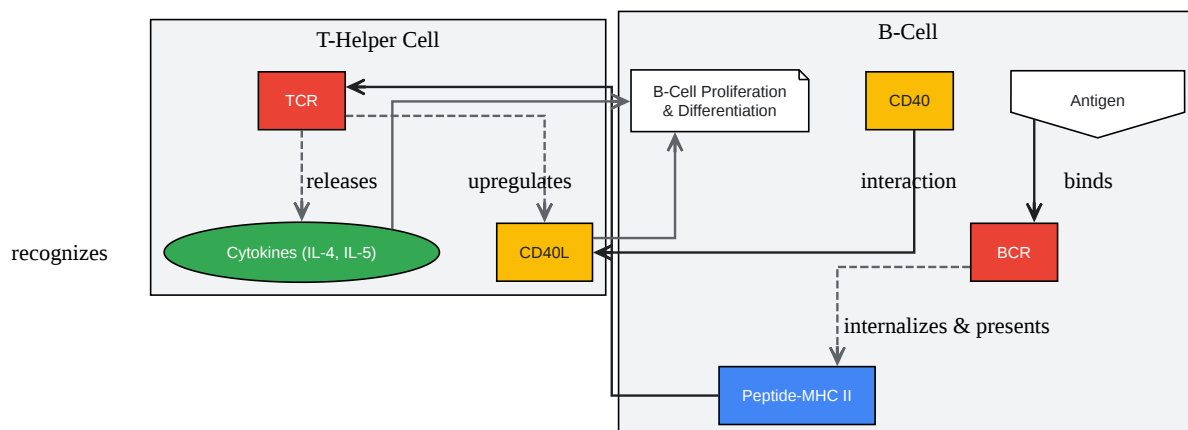 T-Helper Cell
B-Cell
TCR
B-Cell Proliferation
& Differentiation
CD40
Antigen
releases
upregulates
interaction
binds
recognizes
Cytokines (IL-4, IL-5)
CD40L
BCR
internalizes & presents
Peptide-MHC II